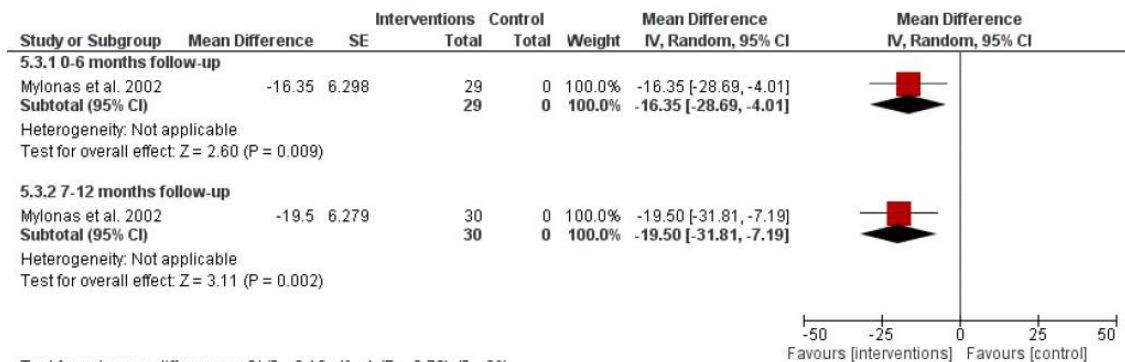 Interventions Control Mean Difference Mean Difference
Study or Subgroup Mean Difference SE Total Total Weight IV, Random, 95% CI IV, Random, 95% CI
5.3.1 0-6 months follow-up
Mylonas et al. 2002 -16.35 6.298 29 0 100.0% -16.35 [-28.69, -4.01]
Subtotal (95% CI) 29 0 100.0% -16.35 [-28.69, -4.01]
Heterogeneity: Not applicable
Test for overall effect: Z = 2.60 (P = 0.009)
5.3.2 7-12 months follow-up
Mylonas et al. 2002 -19.5 6.279 30 0 100.0% -19.50 [-31.81, -7.19]
Subtotal (95% CI) 30 0 100.0% -19.50 [-31.81, -7.19]
Heterogeneity: Not applicable
Test for overall effect: Z = 3.11 (P = 0.002)
-50 -25 0 25 50
Favours [interventions] Favours [control]